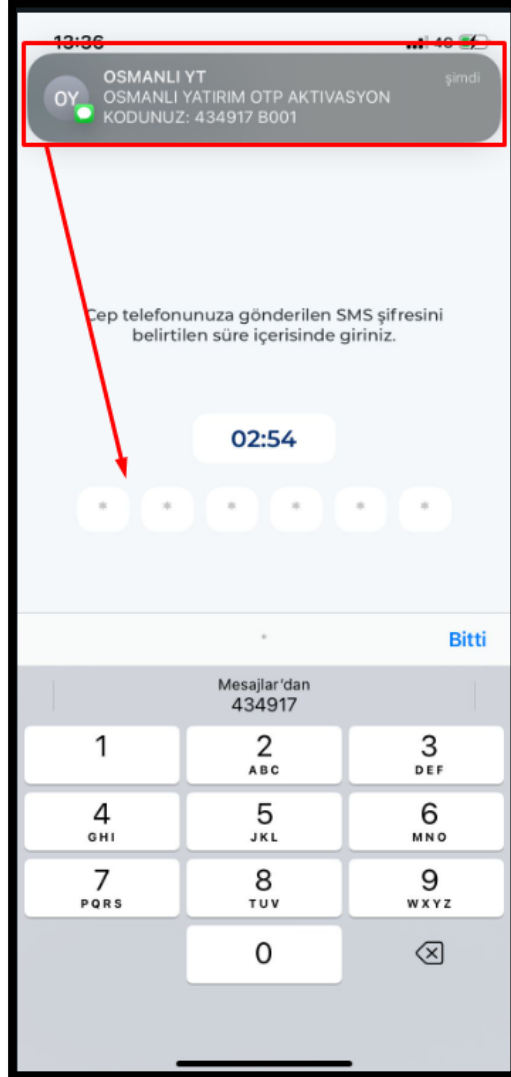 13:36
4G
OSMANLI YT
şimdi
OY
OSMANLI YATIRIM OTP AKTIVASYON
KODUNUZ: 434917 B001
Cep telefonunuza gönderilen SMS şifresini
belirtilen süre içerisinde giriniz.
02:54
* * * * * *
Bitti
Mesajlar'dan
434917
1
2
3
ABC
DEF
4
5
6
GHI
JKL
MNO
7
8
9
PQRS
TUV
WXYZ
0